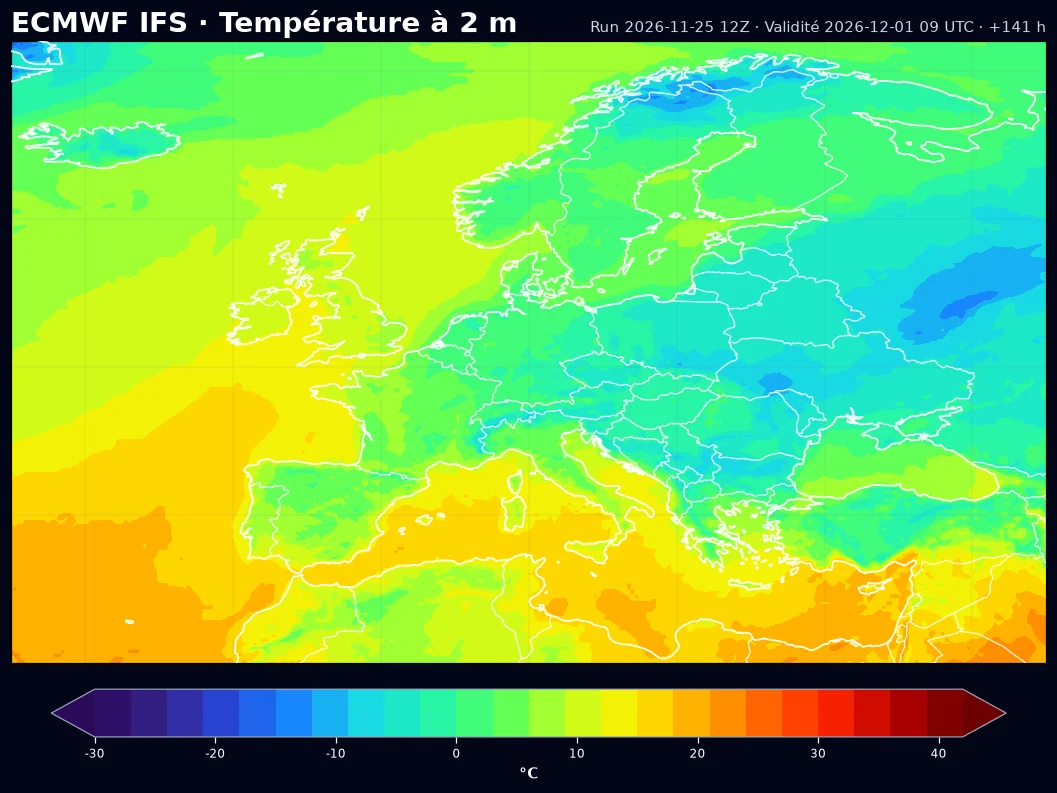 ECMWF IFS · Température à 2 m
Run 2026-11-25 12Z · Validité 2026-12-01 09 UTC · +141 h
-30 -20 -10 0 10 20 30 40
°C